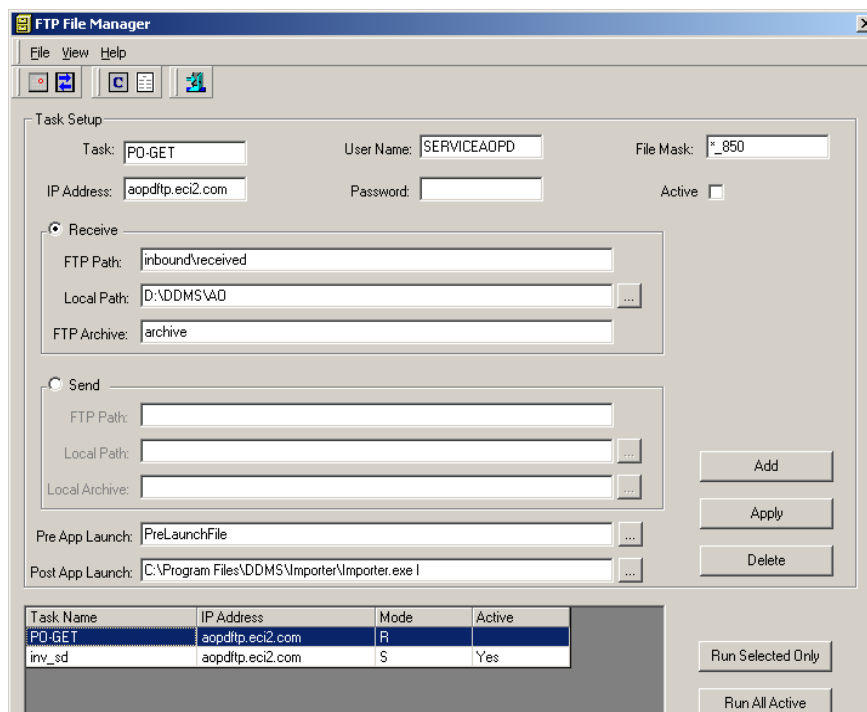 FTP File Manager
File View Help
C
Task Setup
Task: PO-GET User Name: SERVICEAOPD File Mask: *_850
IP Address: aopdftp.eci2.com Password: Active
Receive
FTP Path: inbound\received
Local Path: D:\DDMS\AO ...
FTP Archive: archive
Send
FTP Path:
Local Path: ...
Local Archive: ...
Add
Apply
Pre App Launch: PreLaunchFile ...
Delete
Post App Launch: C:\Program Files\DDMS\Importer\Importer.exe I ...
Task Name IP Address Mode Active
PO-GET aopdftp.eci2.com R
inv_sd aopdftp.eci2.com S Yes
Run Selected Only
Run All Active